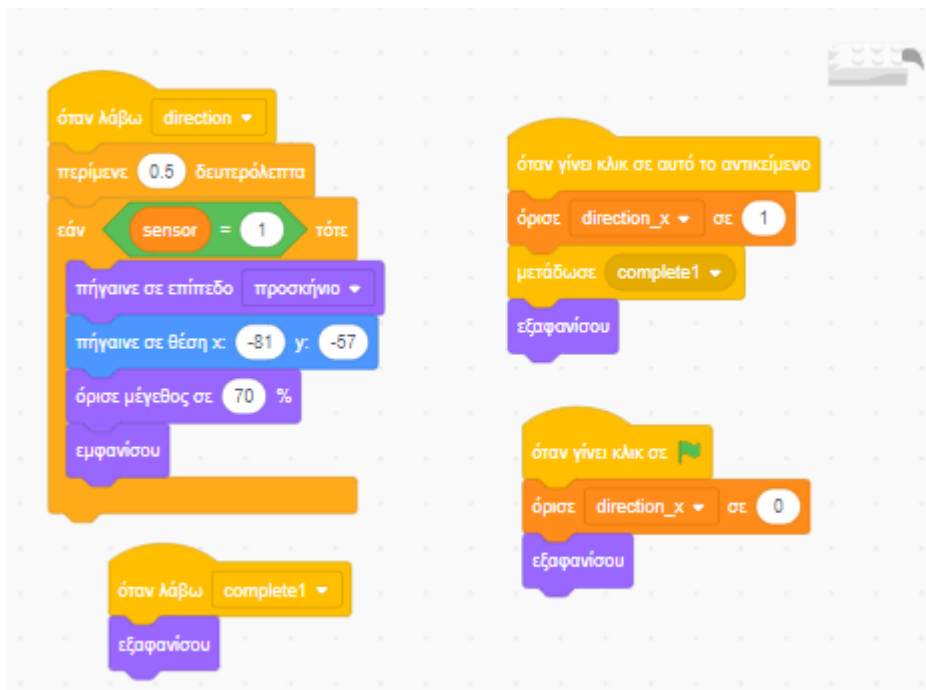 όταν λάβω direction
περίμενε 0.5 δευτερόλεπτα
εάν sensor = 1 τότε
πήγαινε σε επίπεδο προσκήνιο
πήγαινε σε θέση x: -81 y: -57
όρισε μέγεθος σε 70 %
εμφανίσου
όταν λάβω complete1
εξαφανίσου
όταν γίνει κλικ σε αυτό το αντικείμενο
όρισε direction_x σε 1
μετάδωσε complete1
εξαφανίσου
όταν γίνει κλικ σε
όρισε direction_x σε 0
εξαφανίσου